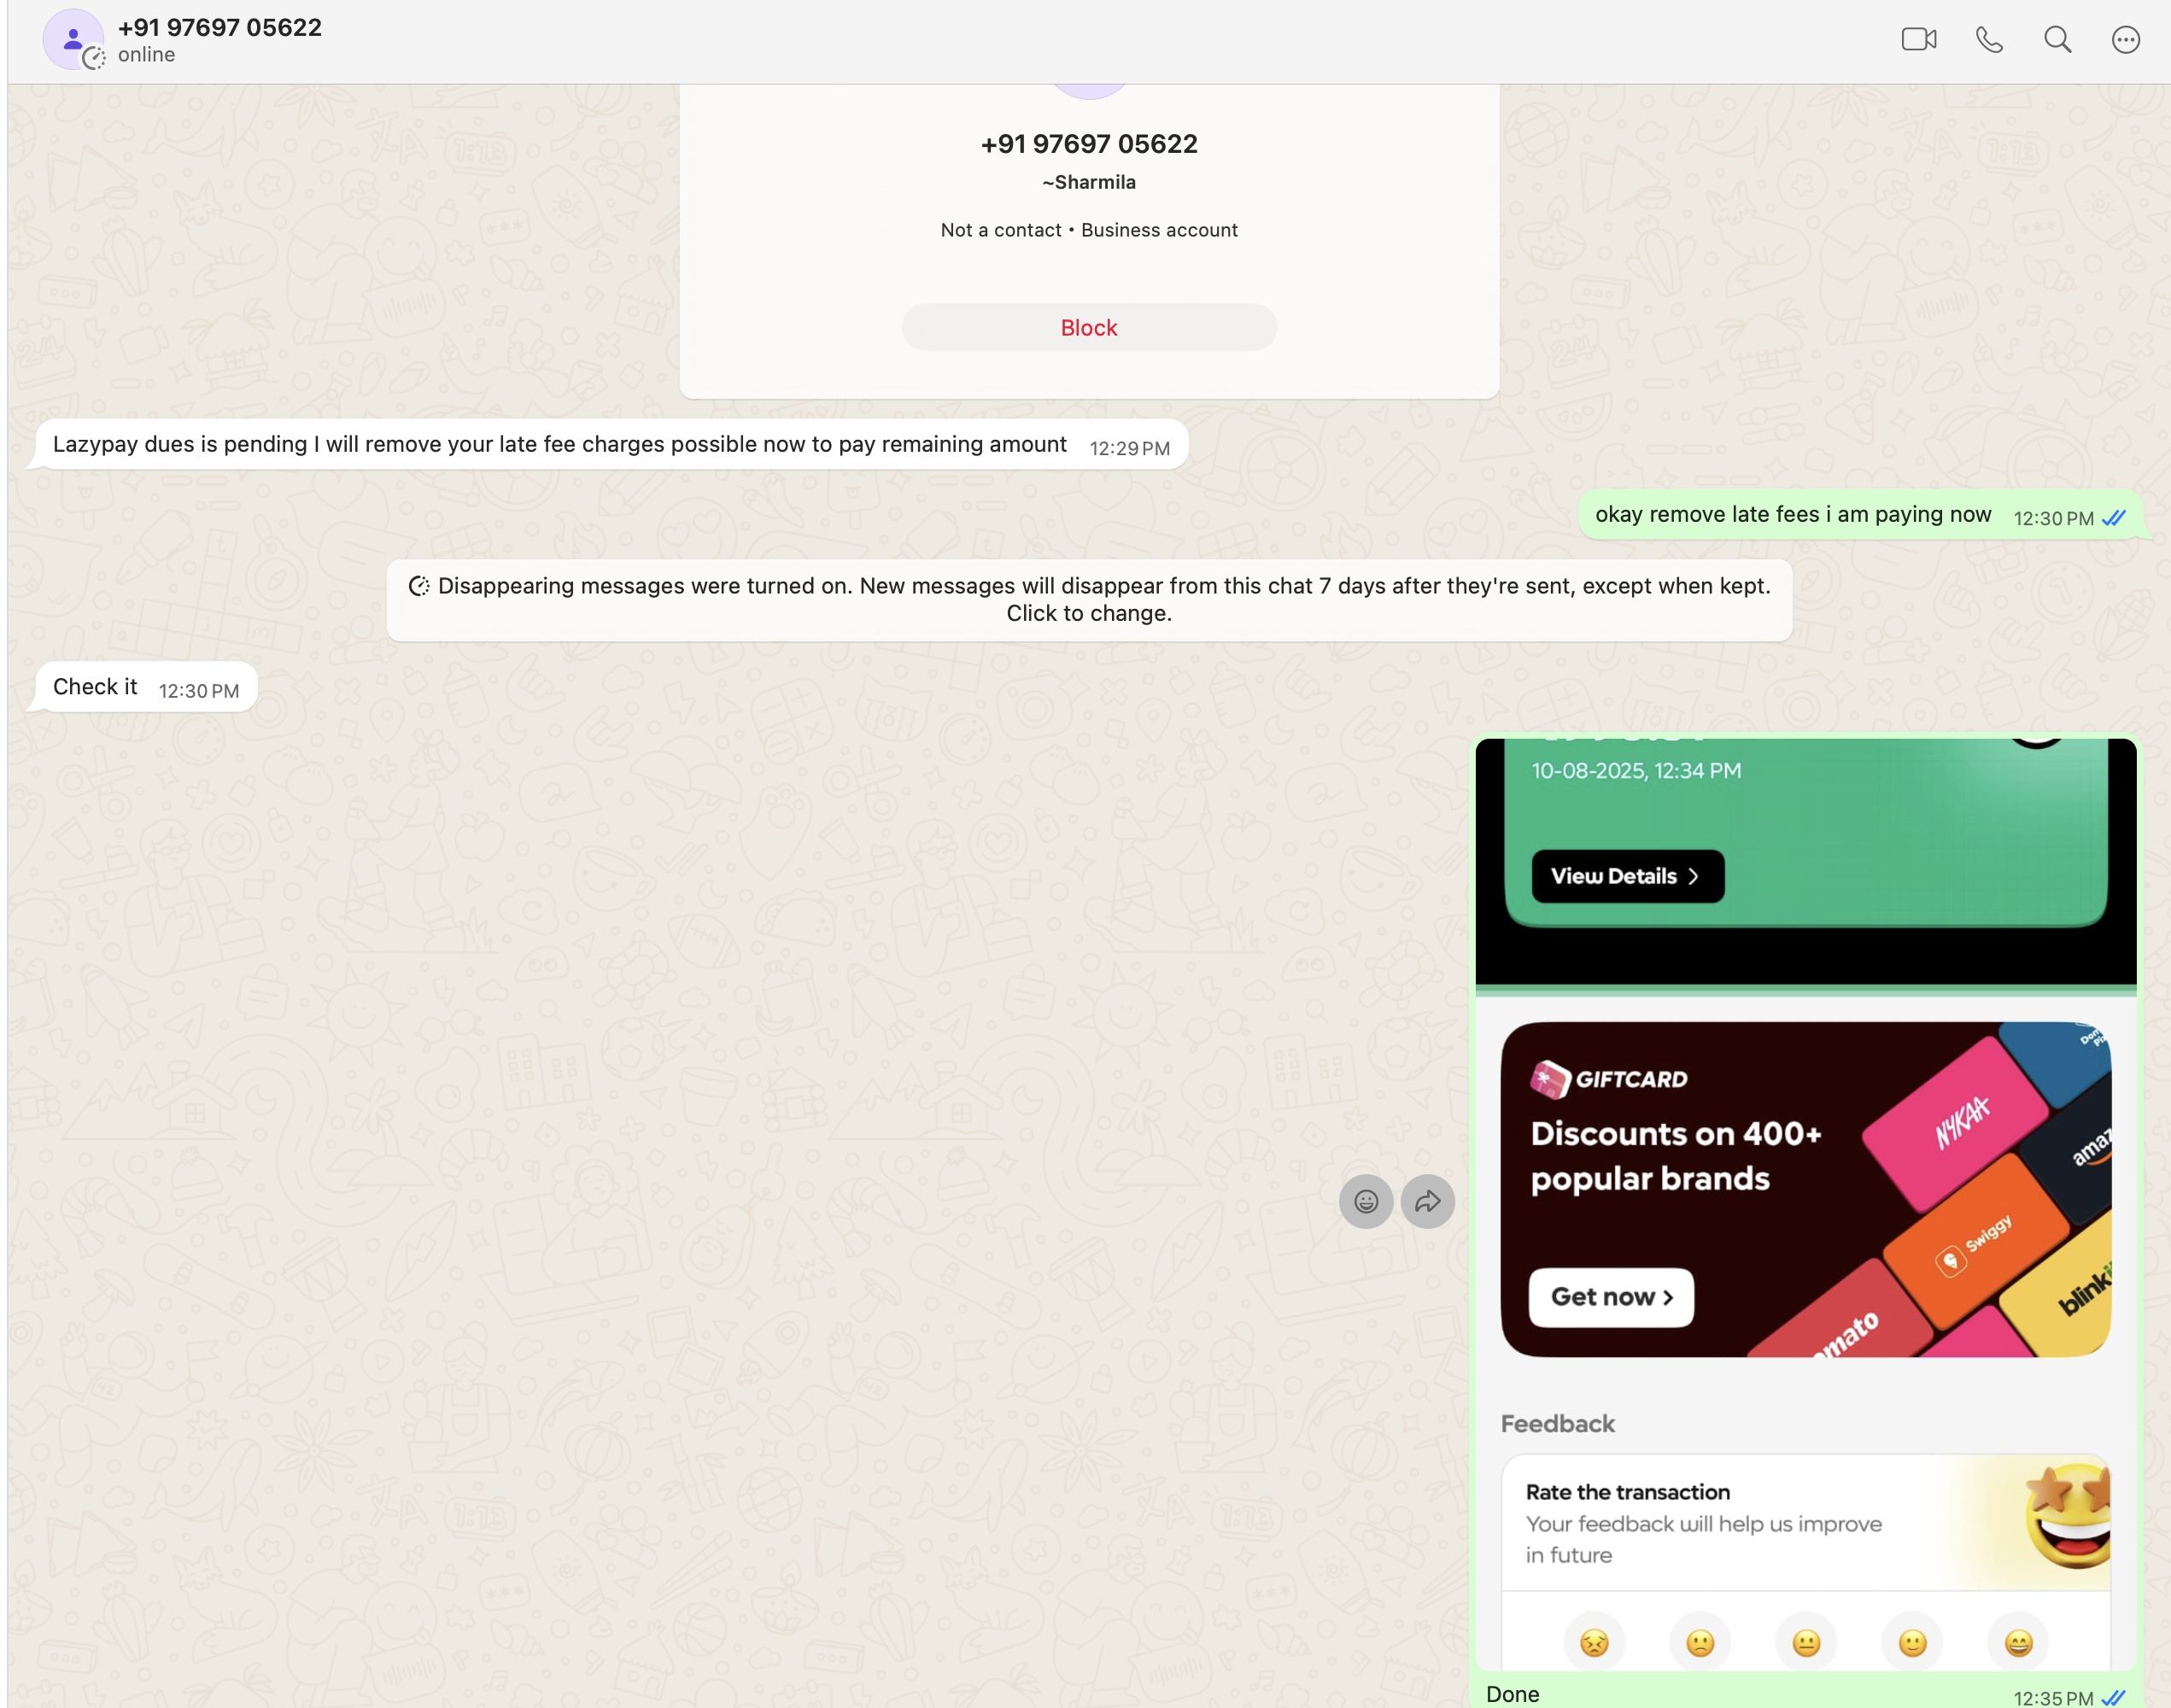 +91 97697 05622
online
+91 97697 05622
~Sharmila
Not a contact • Business account
Block
Lazypay dues is pending I will remove your late fee charges possible now to pay remaining amount 12:29 PM
okay remove late fees i am paying now 12:30 PM
Disappearing messages were turned on. New messages will disappear from this chat 7 days after they're sent, except when kept.
Click to change.
Check it 12:30 PM
10-08-2025, 12:34 PM
View Details >
GIFTCARD
Discounts on 400+
popular brands
NYKAA
Swiggy
Get now >
Feedback
Rate the transaction
Your feedback will help us improve
in future
Done 12:35 PM